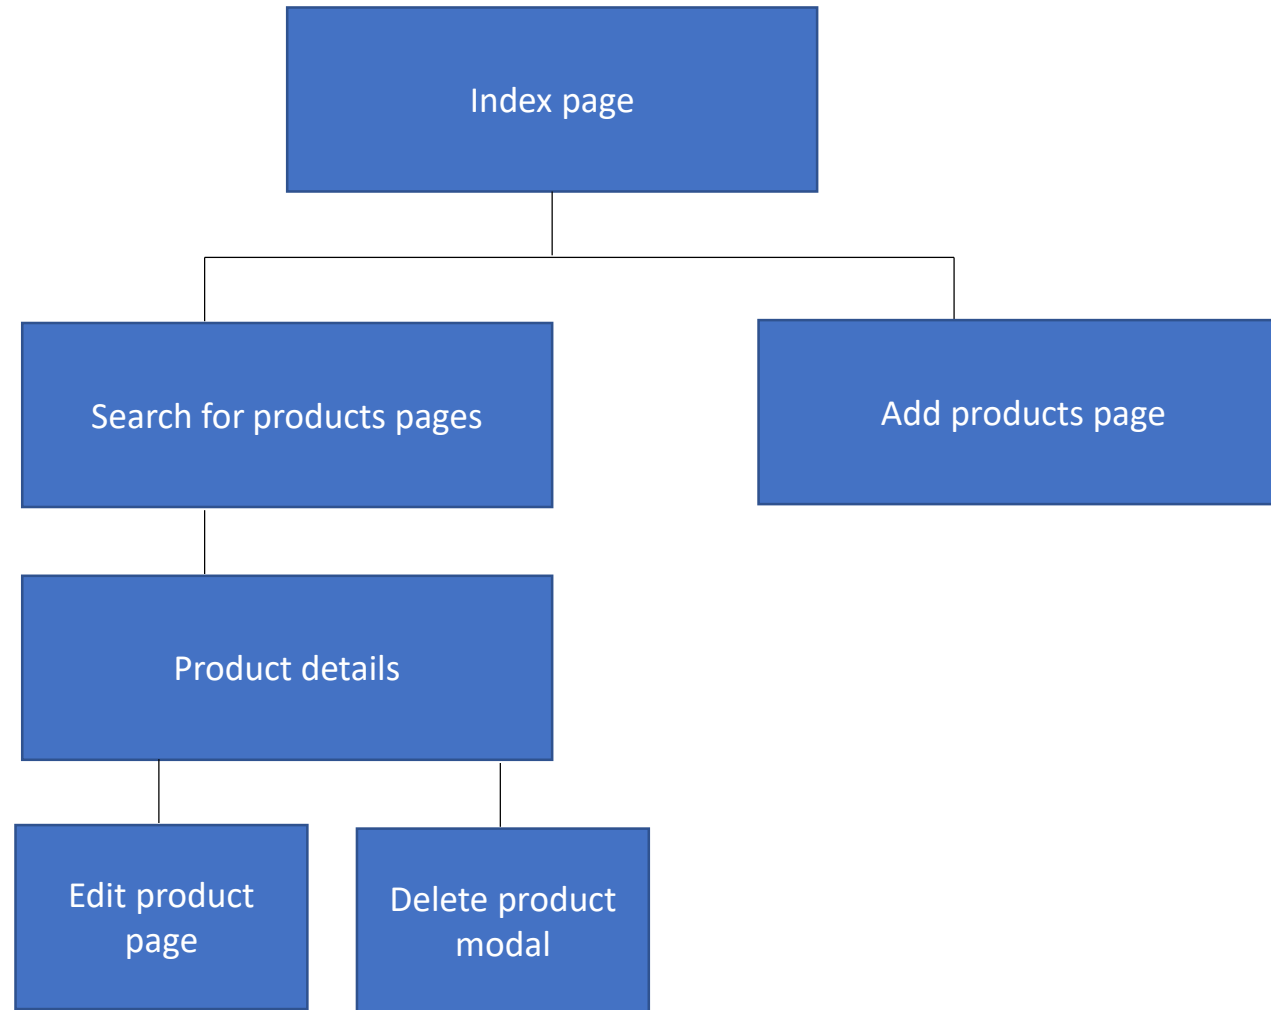 Index page
Search for products pages
Add products page
Product details
Edit product
page
Delete product
modal